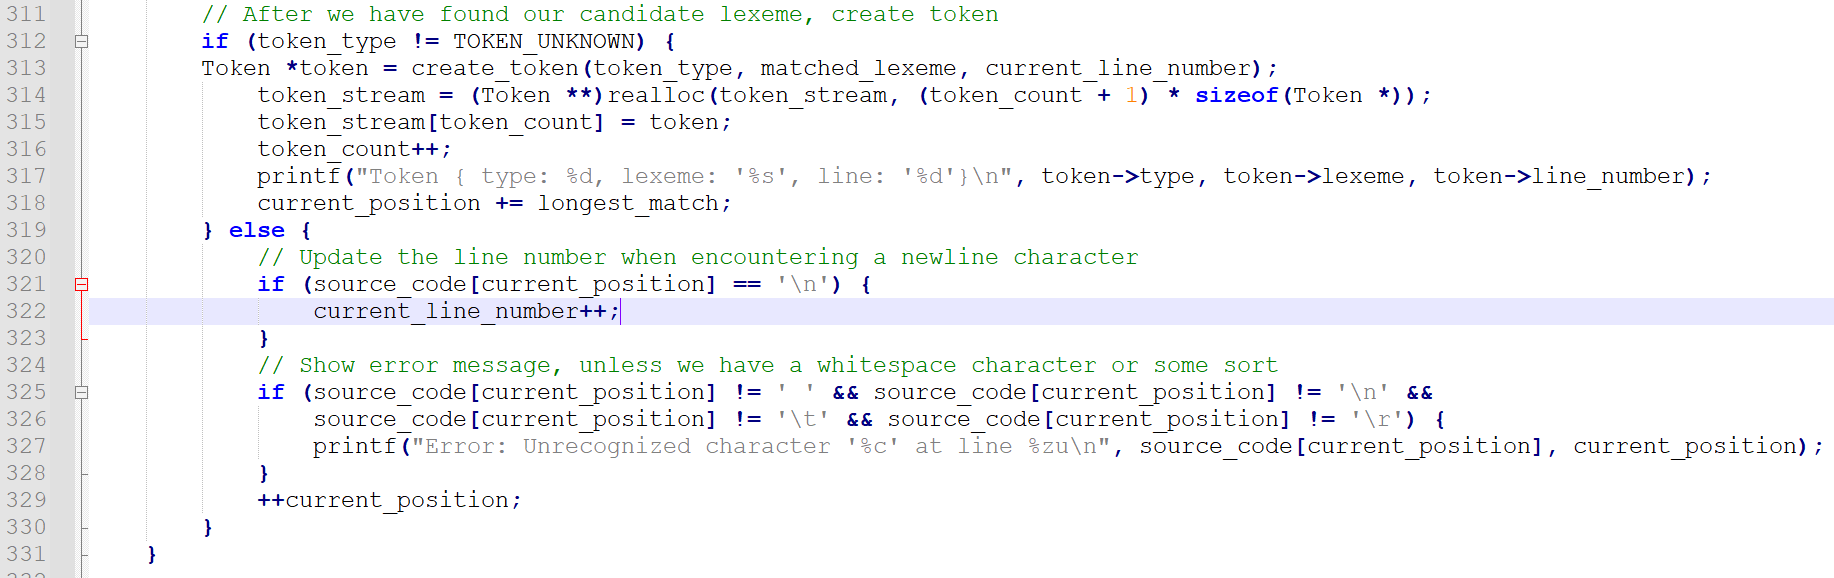 311 // After we have found our candidate lexeme, create token
312 if (token_type != TOKEN_UNKNOWN) {
313 Token *token = create_token(token_type, matched_lexeme, current_line_number);
314 token_stream = (Token **)realloc(token_stream, (token_count + 1) * sizeof(Token *));
315 token_stream[token_count] = token;
316 token_count++;
317 printf("Token { type: %d, lexeme: '%s', line: '%d'}\n", token->type, token->lexeme, token->line_number);
318 current_position += longest_match;
319 } else {
320 // Update the line number when encountering a newline character
321 if (source_code[current_position] == '\n') {
322 current_line_number++;
323 }
324 // Show error message, unless we have a whitespace character or some sort
325 if (source_code[current_position] != ' ' && source_code[current_position] != '\n' &&
326 source_code[current_position] != '\t' && source_code[current_position] != '\r') {
327 printf("Error: Unrecognized character '%c' at line %zu\n", source_code[current_position], current_position);
328 }
329 ++current_position;
330 }
331 }